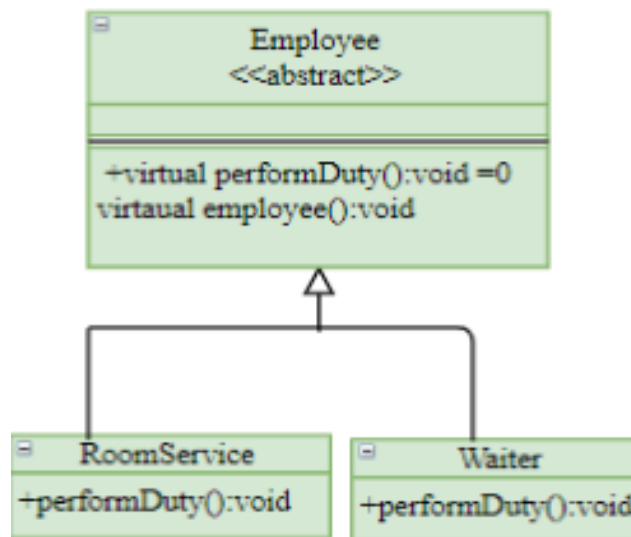 Employee
<<abstract>>
+virtual performDuty():void =0
virtaual employee():void
RoomService
+performDuty():void
Waiter
+performDuty():void